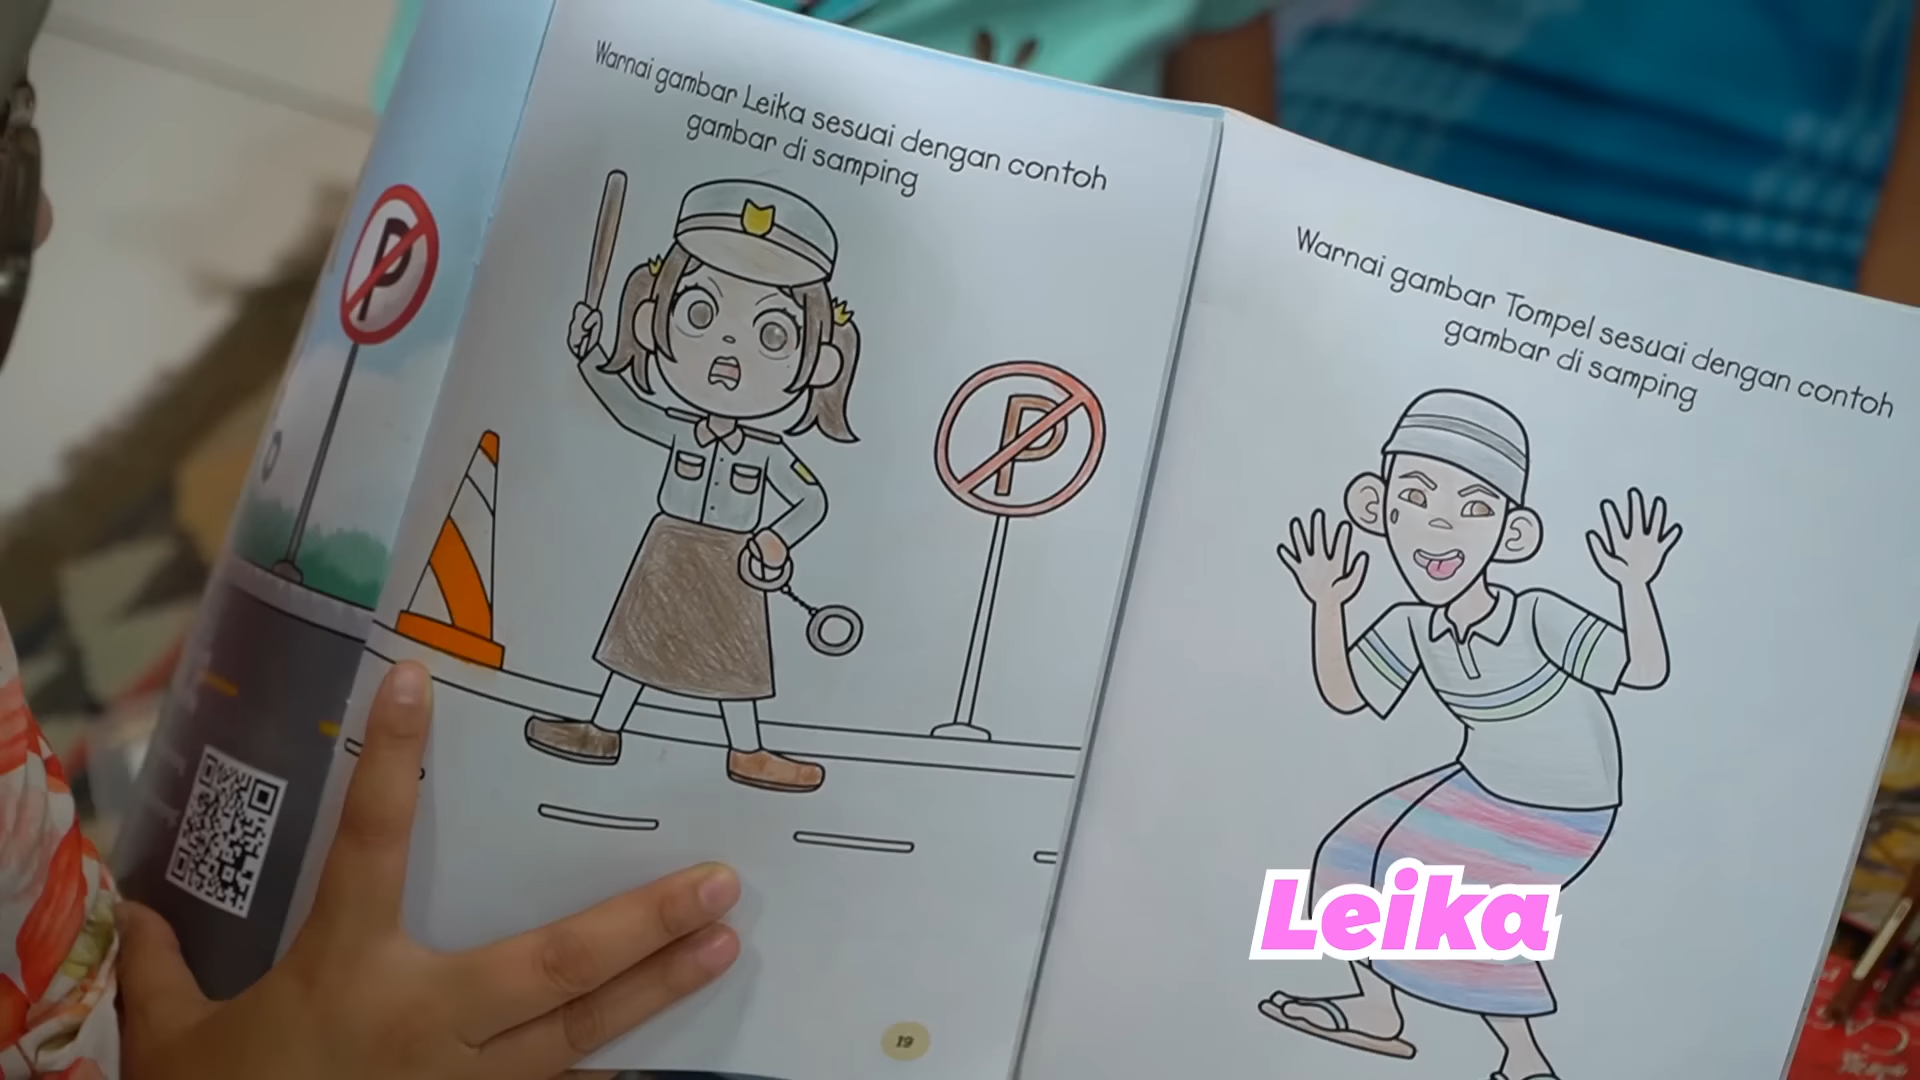 Warnai gambar Leika sesuai dengan contoh
gambar di samping
P
P
19
Warnai gambar Tompel sesuai dengan contoh
gambar di samping
Leika